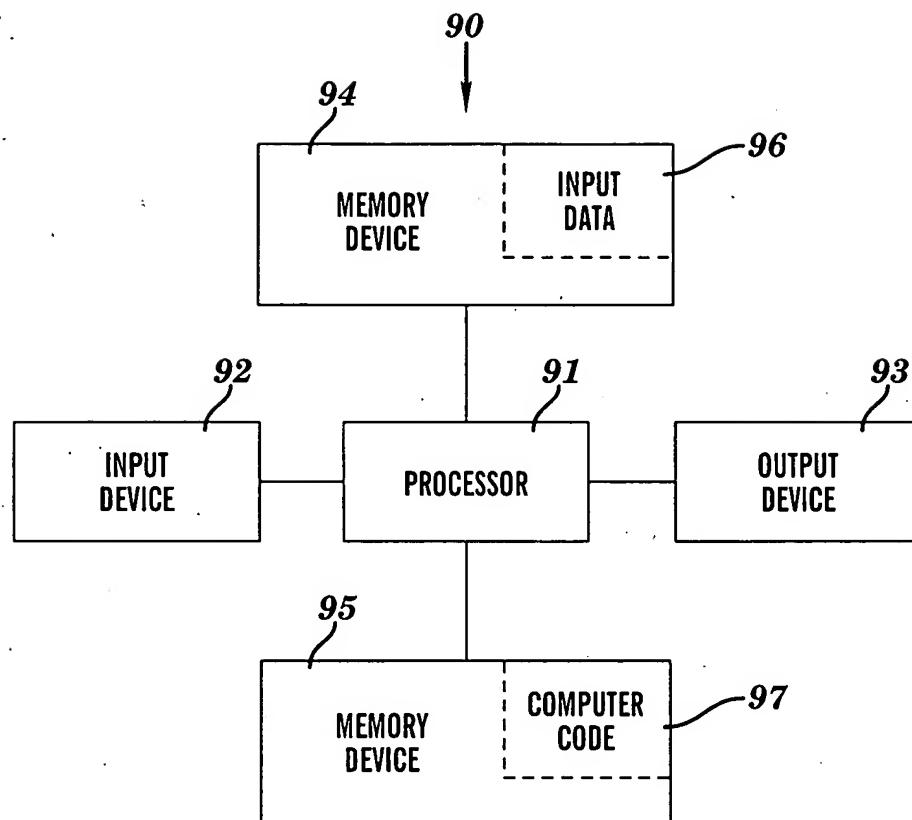 90
94
96
MEMORY
DEVICE
INPUT
DATA
92
91
93
INPUT
DEVICE
PROCESSOR
OUTPUT
DEVICE
95
97
MEMORY
DEVICE
COMPUTER
CODE